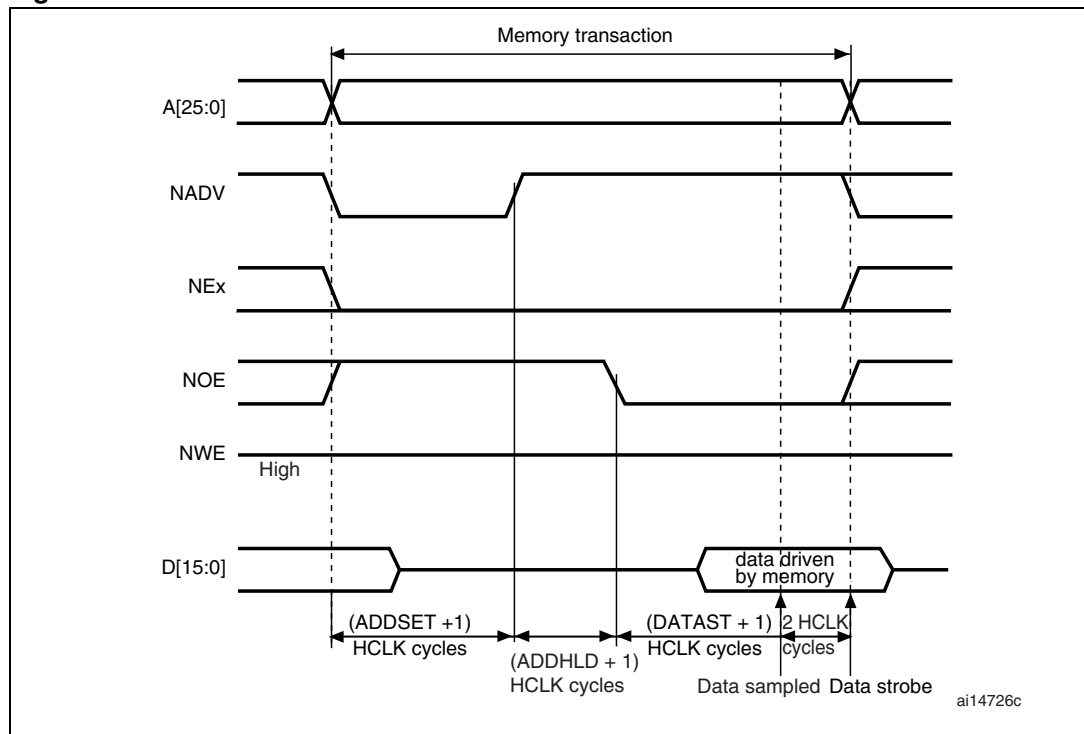 Memory transaction
A[25:0]
NADV
NEx
NOE
NWE
High
D[15:0]
data driven
by memory
(ADDSET +1)
HCLK cycles
(ADDHLD + 1)
HCLK cycles
(DATAST + 1)
HCLK cycles
2 HCLK
cycles
Data sampled
Data strobe
ai14726c